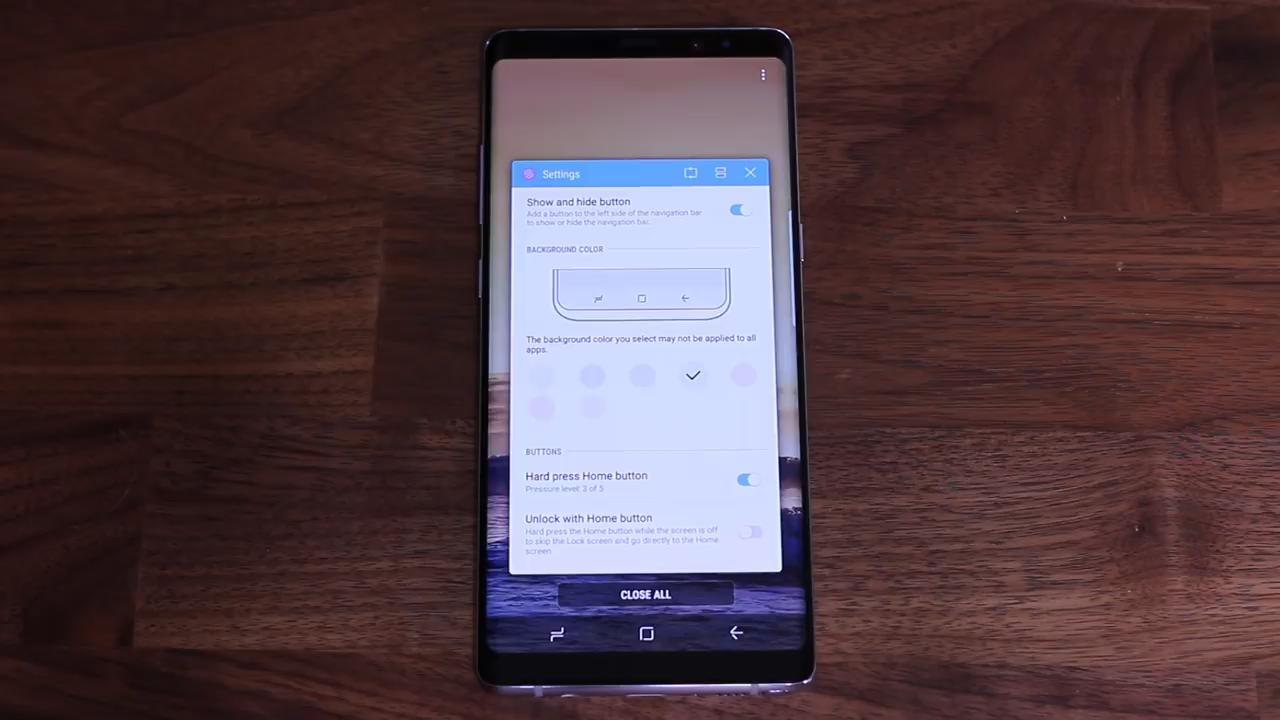 Settings
Show and hide button
Add a button to the left side of the navigation bar
to show or hide the navigation bar.
BACKGROUND COLOR
The background color you select may not be applied to all
apps.
BUTTONS
Hard press Home button
Pressure level: 3 of 5
Unlock with Home button
Hard press the Home button while the screen is off
to skip the Lock screen and go directly to the Home
screen.
CLOSE ALL